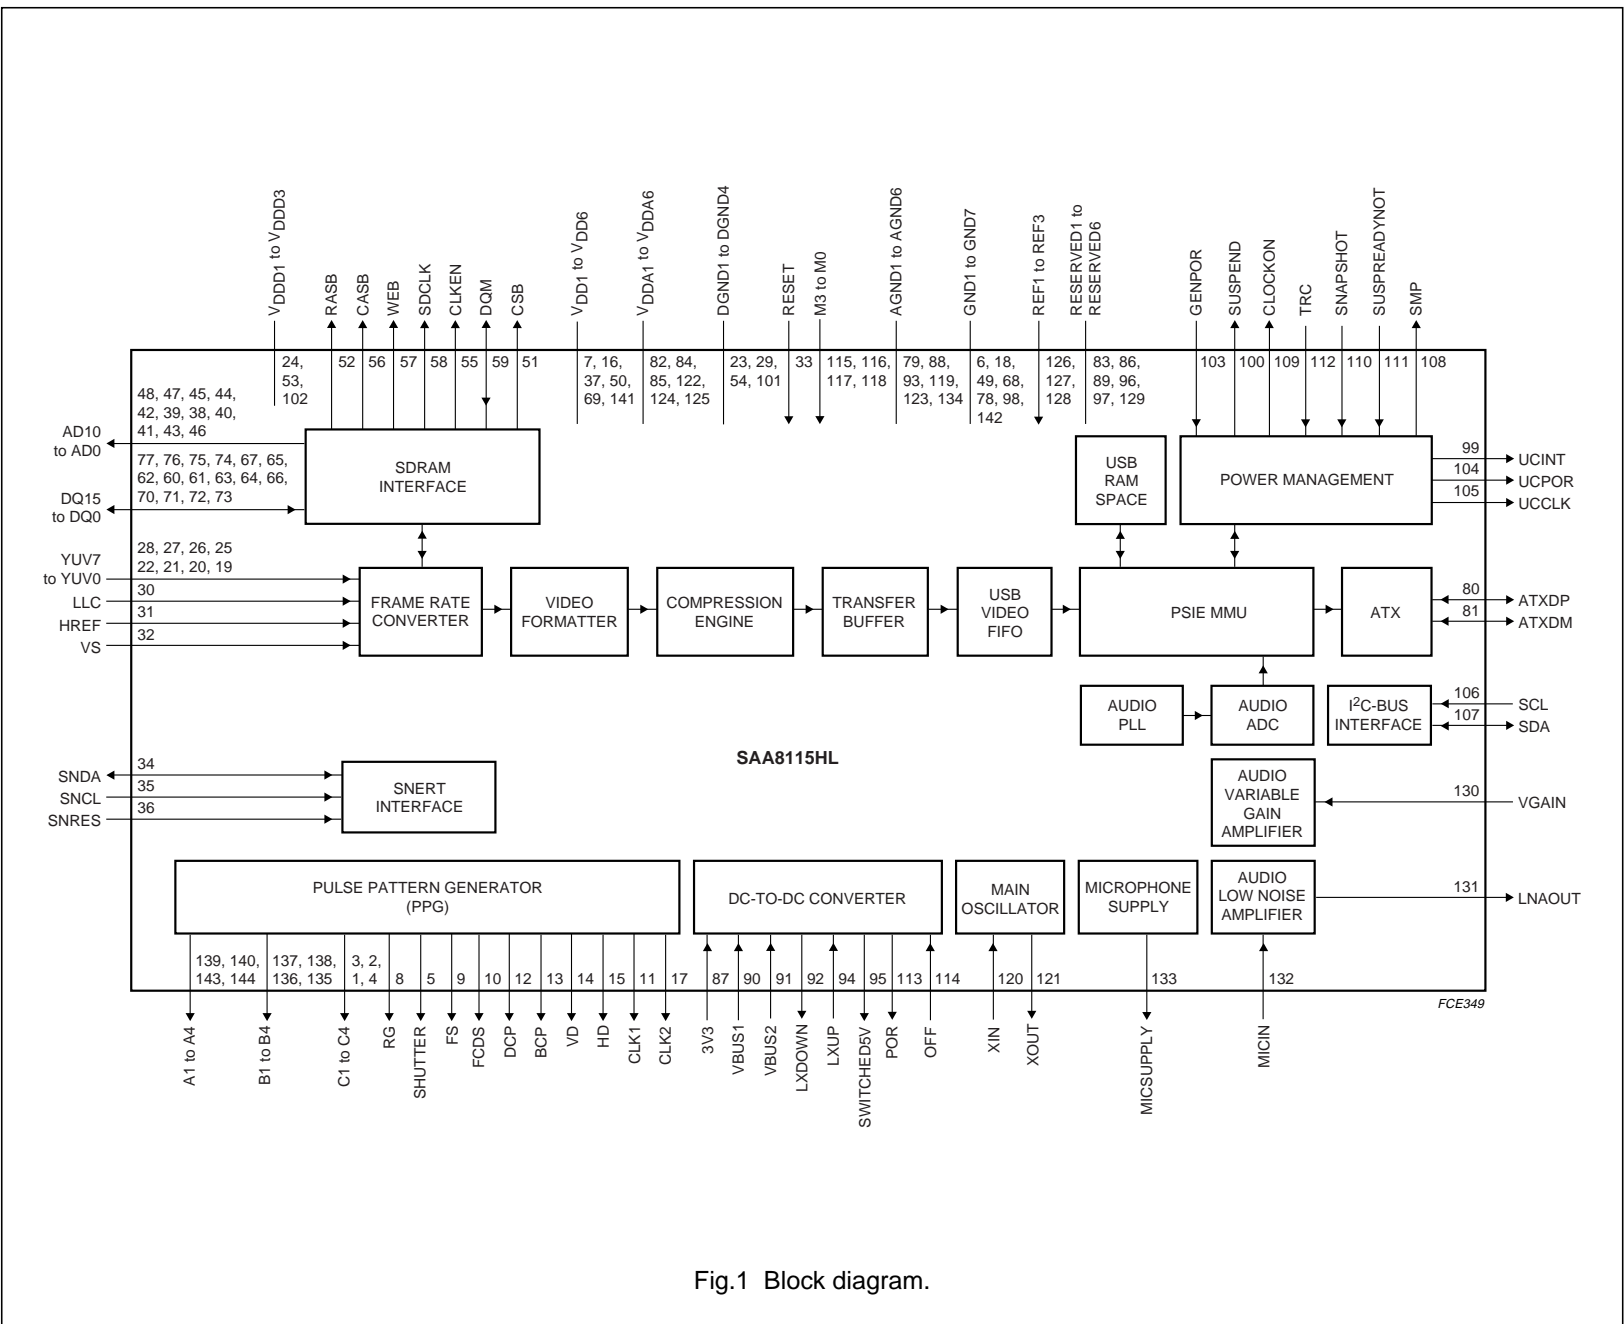 VDDD1 to VDDD3
RASB
CASB
WEB
SDCLK
CLKEN
DQM
CSB
VDD1 to VDD6
VDDA1 to VDDA6
DGND1 to DGND4
RESET
M3 to M0
AGND1 to AGND6
GND1 to GND7
REF1 to REF3
RESERVED1 to
RESERVED6
GENPOR
SUSPEND
CLOCKON
TRC
SNAPSHOT
SUSPREADYNOT
SMP
24,
53,
102
52
56
57
58
55
59
51
7, 16,
37, 50,
69, 141
82, 84,
85, 122,
124, 125
23, 29,
54, 101
33
115, 116,
117, 118
79, 88,
93, 119,
123, 134
6, 18,
49, 68,
78, 98,
142
126,
127,
128
83, 86,
89, 96,
97, 129
103
100
109
112
110
111
108
48, 47, 45, 44,
42, 39, 38, 40,
41, 43, 46
AD10
to AD0
77, 76, 75, 74, 67, 65,
62, 60, 61, 63, 64, 66,
70, 71, 72, 73
DQ15
to DQ0
SDRAM
INTERFACE
USB
RAM
SPACE
POWER MANAGEMENT
99
UCINT
104
UCPOR
105
UCCLK
28, 27, 26, 25
22, 21, 20, 19
YUV7
to YUV0
30
LLC
31
HREF
32
VS
FRAME RATE
CONVERTER
VIDEO
FORMATTER
COMPRESSION
ENGINE
TRANSFER
BUFFER
USB
VIDEO
FIFO
PSIE MMU
ATX
80
ATXDP
81
ATXDM
AUDIO
PLL
AUDIO
ADC
I2C-BUS
INTERFACE
106
SCL
107
SDA
SAA8115HL
34
SNDA
35
SNCL
36
SNRES
SNERT
INTERFACE
AUDIO
VARIABLE
GAIN
AMPLIFIER
130
VGAIN
PULSE PATTERN GENERATOR
(PPG)
DC-TO-DC CONVERTER
MAIN
OSCILLATOR
MICROPHONE
SUPPLY
AUDIO
LOW NOISE
AMPLIFIER
131
LNAOUT
139, 140,
143, 144
137, 138,
136, 135
3, 2,
1, 4
8
5
9
10
12
13
14
15
11
17
87
90
91
92
94
95
113
114
120
121
133
132
FCE349
A1 to A4
B1 to B4
C1 to C4
RG
SHUTTER
FS
FCDS
DCP
BCP
VD
HD
CLK1
CLK2
3V3
VBUS1
VBUS2
LXDOWN
LXUP
SWITCHED5V
POR
OFF
XIN
XOUT
MICSUPPLY
MICIN
Fig.1 Block diagram.